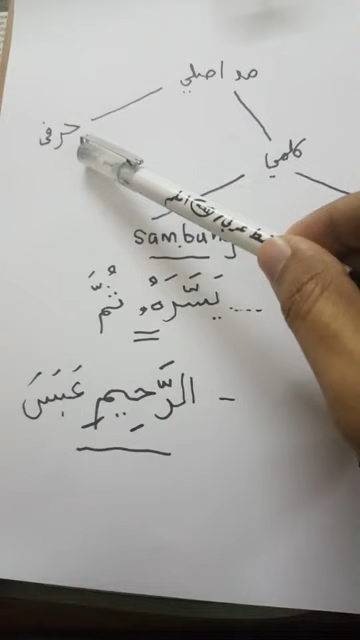 مد اصلي
حرفي
كلمي
sambung
يَسَّرَهُۥ ثُمَّ ....
- الرَّحِيمِ عَبَسَ